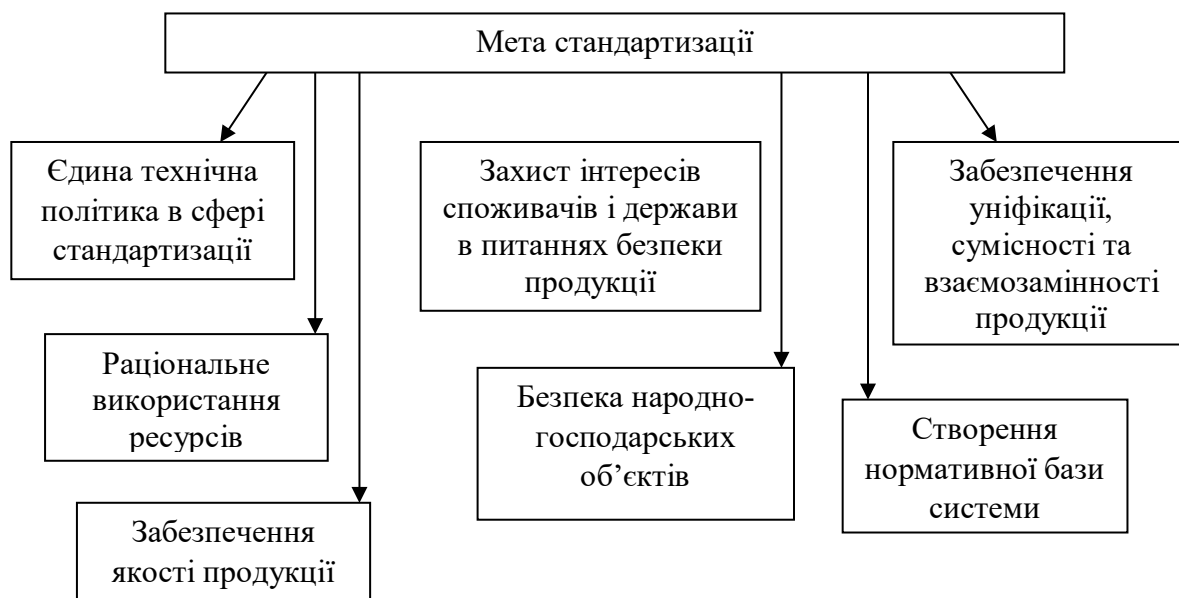 Мета стандартизації
Єдина технічна
політика в сфері
стандартизації
Захист інтересів
споживачів і держави
в питаннях безпеки
продукції
Забезпечення
уніфікації,
сумісності та
взаємозамінності
продукції
Раціональне
використання
ресурсів
Безпека народно-
господарських
об’єктів
Створення
нормативної бази
системи
Забезпечення
якості продукції